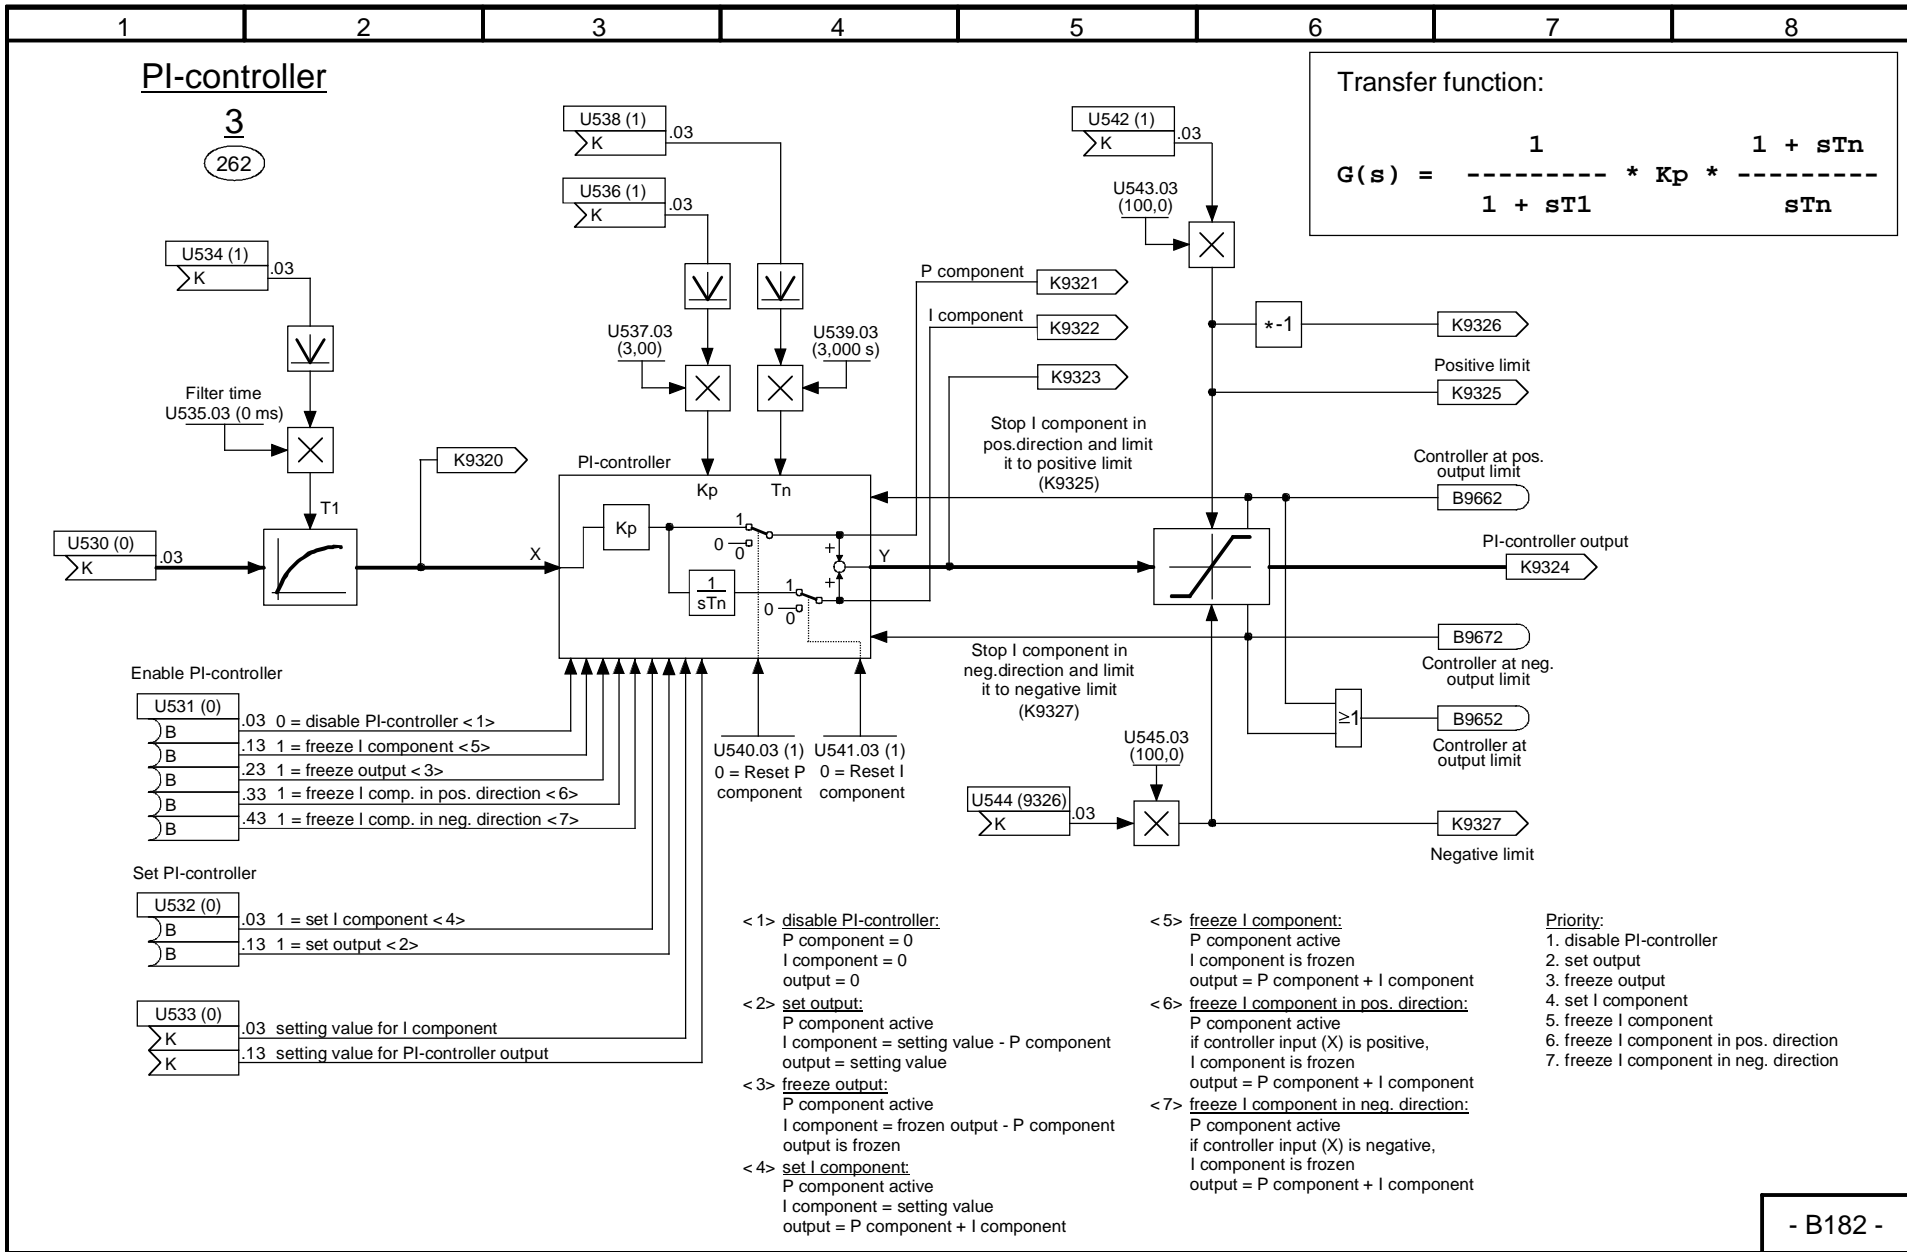 1 2 3 4 5 6 7 8
PI-controller
3
262
Transfer function:
1 1 + sTn
G(s) = --------- * Kp * ---------
1 + sT1 sTn
U538 (1)
K
.03
U536 (1)
K
.03
U534 (1)
K
.03
U542 (1)
K
.03
U543.03
(100,0)
P component
K9321
I component
K9322
K9323
*-1
K9326
Positive limit
K9325
U537.03
(3,00)
U539.03
(3,000 s)
Filter time
U535.03 (0 ms)
T1
K9320
Stop I component in
pos.direction and limit
it to positive limit
(K9325)
Controller at pos.
output limit
B9662
PI-controller
Kp
Tn
U530 (0)
K
.03
X
Kp
1
0
0
+
+
Y
1
sTn
1
0
0
PI-controller output
K9324
B9672
Controller at neg.
output limit
Stop I component in
neg.direction and limit
it to negative limit
(K9327)
≥1
B9652
Controller at
output limit
Enable PI-controller
U531 (0)
B
.03 0 = disable PI-controller <1>
B
.13 1 = freeze I component <5>
B
.23 1 = freeze output <3>
B
.33 1 = freeze I comp. in pos. direction <6>
B
.43 1 = freeze I comp. in neg. direction <7>
U540.03 (1)
0 = Reset P
component
U541.03 (1)
0 = Reset I
component
U545.03
(100,0)
U544 (9326)
K
.03
K9327
Negative limit
Set PI-controller
U532 (0)
B
.03 1 = set I component <4>
B
.13 1 = set output <2>
U533 (0)
K
.03 setting value for I component
K
.13 setting value for PI-controller output
<1> disable PI-controller:
P component = 0
I component = 0
output = 0
<2> set output:
P component active
I component = setting value - P component
output = setting value
<3> freeze output:
P component active
I component = frozen output - P component
output is frozen
<4> set I component:
P component active
I component = setting value
output = P component + I component
<5> freeze I component:
P component active
I component is frozen
output = P component + I component
<6> freeze I component in pos. direction:
P component active
if controller input (X) is positive,
I component is frozen
output = P component + I component
<7> freeze I component in neg. direction:
P component active
if controller input (X) is negative,
I component is frozen
output = P component + I component
Priority:
1. disable PI-controller
2. set output
3. freeze output
4. set I component
5. freeze I component
6. freeze I component in pos. direction
7. freeze I component in neg. direction
- B182 -